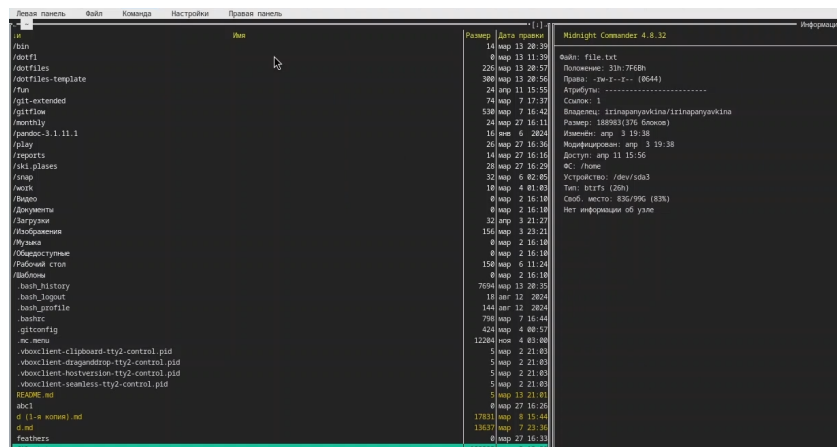 Левая панель Файл Команда Настройки Правая панель
~ .[↓] Информаци
↓и Имя Размер Дата правки
/bin 14 мар 13 20:39
/dotf1 0 мар 13 11:39
/dotfiles 226 мар 13 20:57
/dotfiles-template 300 мар 13 20:56
/fun 24 апр 11 15:55
/git-extended 74 мар 7 17:37
/gitflow 530 мар 7 16:42
/monthly 24 мар 27 16:11
/pandoc-3.1.11.1 16 янв 6 2024
/play 26 мар 27 16:36
/reports 14 мар 27 16:16
/ski.plases 28 мар 27 16:29
/snap 32 мар 6 02:05
/work 10 мар 4 01:03
/Видео 0 мар 2 16:10
/Документы 0 мар 2 16:10
/Загрузки 32 апр 3 21:27
/Изображения 156 мар 3 23:21
/Музыка 0 мар 2 16:10
/Общедоступные 0 мар 2 16:10
/Рабочий стол 150 мар 6 11:24
/Шаблоны 0 мар 2 16:10
.bash_history 7694 мар 13 20:35
.bash_logout 18 авг 12 2024
.bash_profile 144 авг 12 2024
.bashrc 798 мар 7 16:44
.gitconfig 424 мар 4 00:57
.mc.menu 12204 ноя 4 03:00
.vboxclient-clipboard-tty2-control.pid 5 мар 2 21:03
.vboxclient-draganddrop-tty2-control.pid 5 мар 2 21:03
.vboxclient-hostversion-tty2-control.pid 5 мар 2 21:03
.vboxclient-seamless-tty2-control.pid 5 мар 2 21:03
README.md 5 мар 13 21:01
abc1 0 мар 27 16:26
d (1-я копия).md 17831 мар 8 15:44
d.md 13637 мар 7 23:36
feathers 0 мар 27 16:33
Midnight Commander 4.8.32
Файл: file.txt
Положение: 31h:7F6Bh
Права: -rw-r--r-- (0644)
Атрибуты: -------------------------
Ссылок: 1
Владелец: irinapanyavkina/irinapanyavkina
Размер: 188983(376 блоков)
Изменён: апр 3 19:38
Модифицирован: апр 3 19:38
Доступ: апр 11 15:56
ФС: /home
Устройство: /dev/sda3
Тип: btrfs (26h)
Своб. место: 83G/99G (83%)
Нет информации об узле